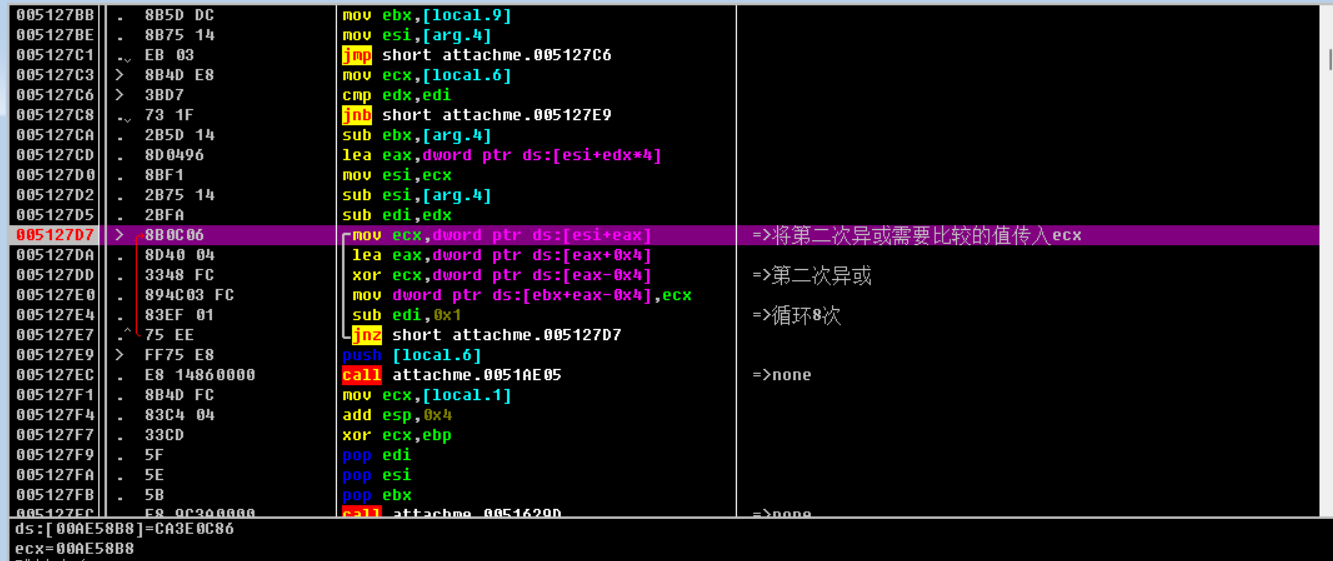 005127BB . 8B5D DC mov ebx,[local.9]
005127BE . 8B75 14 mov esi,[arg.4]
005127C1 . EB 03 jmp short attachme.005127C6
005127C3 > 8B4D E8 mov ecx,[local.6]
005127C6 > 3BD7 cmp edx,edi
005127C8 . 73 1F jnb short attachme.005127E9
005127CA . 2B5D 14 sub ebx,[arg.4]
005127CD . 8D0496 lea eax,dword ptr ds:[esi+edx*4]
005127D0 . 8BF1 mov esi,ecx
005127D2 . 2B75 14 sub esi,[arg.4]
005127D5 . 2BFA sub edi,edx
005127D7 > 8B0C06 mov ecx,dword ptr ds:[esi+eax] =>将第二次异或需要比较的值传入ecx
005127DA . 8D40 04 lea eax,dword ptr ds:[eax+0x4]
005127DD . 3348 FC xor ecx,dword ptr ds:[eax-0x4] =>第二次异或
005127E0 . 894C03 FC mov dword ptr ds:[ebx+eax-0x4],ecx
005127E4 . 83EF 01 sub edi,0x1 =>循环8次
005127E7 .^ 75 EE jnz short attachme.005127D7
005127E9 > FF75 E8 push [local.6]
005127EC . E8 14860000 call attachme.0051AE05 =>none
005127F1 . 8B4D FC mov ecx,[local.1]
005127F4 . 83C4 04 add esp,0x4
005127F7 . 33CD xor ecx,ebp
005127F9 . 5F pop edi
005127FA . 5E pop esi
005127FB . 5B pop ebx
005127FC . E8 9C3A0000 call attachme.0051629D =>none
ds:[00AE58B8]=CA3E0C86
ecx=00AE58B8